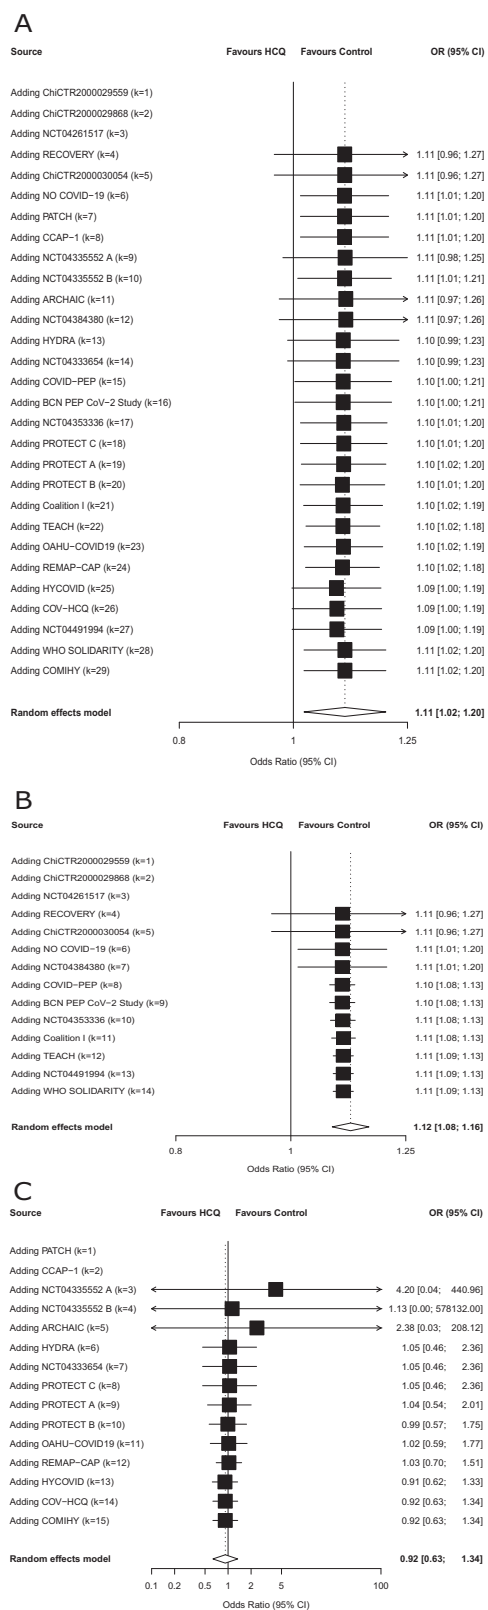 A
Source Favours HCQ Favours Control OR (95% CI)
Adding ChiCTR2000029559 (k=1)
Adding ChiCTR2000029868 (k=2)
Adding NCT04261517 (k=3)
Adding RECOVERY (k=4) 1.11 [0.96; 1.27]
Adding ChiCTR2000030054 (k=5) 1.11 [0.96; 1.27]
Adding NO COVID−19 (k=6) 1.11 [1.01; 1.20]
Adding PATCH (k=7) 1.11 [1.01; 1.20]
Adding CCAP−1 (k=8) 1.11 [1.01; 1.20]
Adding NCT04335552 A (k=9) 1.11 [0.98; 1.25]
Adding NCT04335552 B (k=10) 1.11 [1.01; 1.21]
Adding ARCHAIC (k=11) 1.11 [0.97; 1.26]
Adding NCT04384380 (k=12) 1.11 [0.97; 1.26]
Adding HYDRA (k=13) 1.10 [0.99; 1.23]
Adding NCT04333654 (k=14) 1.10 [0.99; 1.23]
Adding COVID−PEP (k=15) 1.10 [1.00; 1.21]
Adding BCN PEP CoV−2 Study (k=16) 1.10 [1.00; 1.21]
Adding NCT04353336 (k=17) 1.10 [1.01; 1.20]
Adding PROTECT C (k=18) 1.10 [1.01; 1.20]
Adding PROTECT A (k=19) 1.10 [1.02; 1.20]
Adding PROTECT B (k=20) 1.10 [1.01; 1.20]
Adding Coalition I (k=21) 1.10 [1.02; 1.19]
Adding TEACH (k=22) 1.10 [1.02; 1.18]
Adding OAHU−COVID19 (k=23) 1.10 [1.02; 1.19]
Adding REMAP−CAP (k=24) 1.10 [1.02; 1.18]
Adding HYCOVID (k=25) 1.09 [1.00; 1.19]
Adding COV−HCQ (k=26) 1.09 [1.00; 1.19]
Adding NCT04491994 (k=27) 1.09 [1.00; 1.19]
Adding WHO SOLIDARITY (k=28) 1.11 [1.02; 1.20]
Adding COMIHY (k=29) 1.11 [1.02; 1.20]
Random effects model 1.11 [1.02; 1.20]
0.8 1 1.25
Odds Ratio (95% CI)
B
Source Favours HCQ Favours Control OR (95% CI)
Adding ChiCTR2000029559 (k=1)
Adding ChiCTR2000029868 (k=2)
Adding NCT04261517 (k=3)
Adding RECOVERY (k=4) 1.11 [0.96; 1.27]
Adding ChiCTR2000030054 (k=5) 1.11 [0.96; 1.27]
Adding NO COVID−19 (k=6) 1.11 [1.01; 1.20]
Adding NCT04384380 (k=7) 1.11 [1.01; 1.20]
Adding COVID−PEP (k=8) 1.10 [1.08; 1.13]
Adding BCN PEP CoV−2 Study (k=9) 1.10 [1.08; 1.13]
Adding NCT04353336 (k=10) 1.11 [1.08; 1.13]
Adding Coalition I (k=11) 1.11 [1.08; 1.13]
Adding TEACH (k=12) 1.11 [1.09; 1.13]
Adding NCT04491994 (k=13) 1.11 [1.09; 1.13]
Adding WHO SOLIDARITY (k=14) 1.11 [1.09; 1.13]
Random effects model 1.12 [1.08; 1.16]
0.8 1 1.25
Odds Ratio (95% CI)
C
Source Favours HCQ Favours Control OR (95% CI)
Adding PATCH (k=1)
Adding CCAP−1 (k=2)
Adding NCT04335552 A (k=3) 4.20 [0.04; 440.96]
Adding NCT04335552 B (k=4) 1.13 [0.00; 578132.00]
Adding ARCHAIC (k=5) 2.38 [0.03; 208.12]
Adding HYDRA (k=6) 1.05 [0.46; 2.36]
Adding NCT04333654 (k=7) 1.05 [0.46; 2.36]
Adding PROTECT C (k=8) 1.05 [0.46; 2.36]
Adding PROTECT A (k=9) 1.04 [0.54; 2.01]
Adding PROTECT B (k=10) 0.99 [0.57; 1.75]
Adding OAHU−COVID19 (k=11) 1.02 [0.59; 1.77]
Adding REMAP−CAP (k=12) 1.03 [0.70; 1.51]
Adding HYCOVID (k=13) 0.91 [0.62; 1.33]
Adding COV−HCQ (k=14) 0.92 [0.63; 1.34]
Adding COMIHY (k=15) 0.92 [0.63; 1.34]
Random effects model 0.92 [0.63; 1.34]
0.1 0.2 0.5 1 2 5 100
Odds Ratio (95% CI)